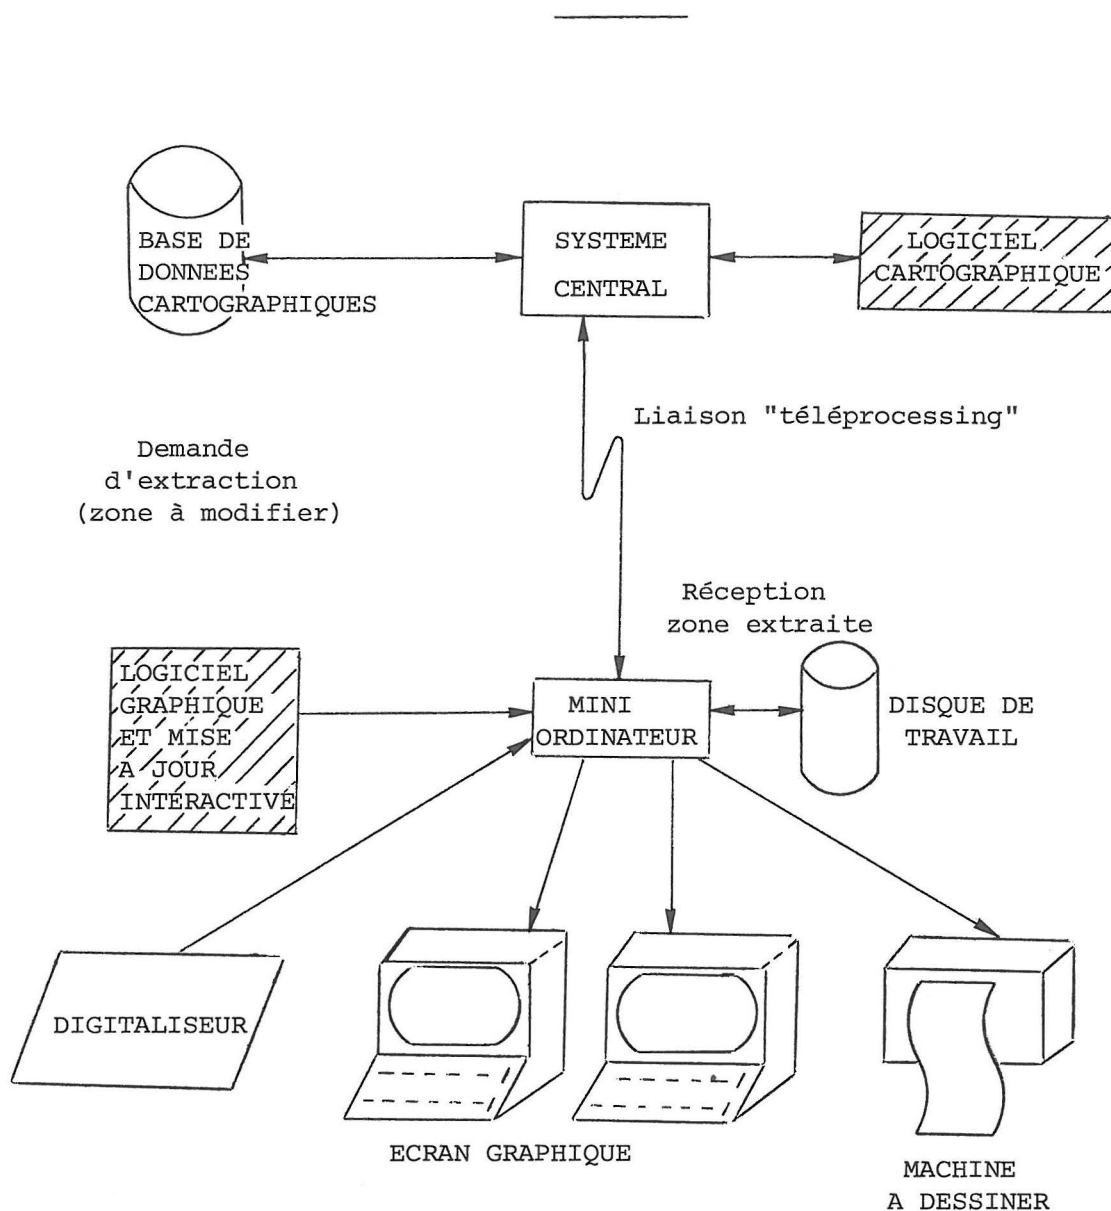 BASE DE
DONNEES
CARTOGRAPHIQUES
SYSTEME
CENTRAL
LOGICIEL
CARTOGRAPHIQUE
Liaison "téléprocessing"
Demande
d'extraction
(zone à modifier)
Réception
zone extraite
LOGICIEL
GRAPHIQUE
ET MISE
A JOUR
INTERACTIVE
MINI
ORDINATEUR
DISQUE DE
TRAVAIL
DIGITALISEUR
ECRAN GRAPHIQUE
MACHINE
A DESSINER